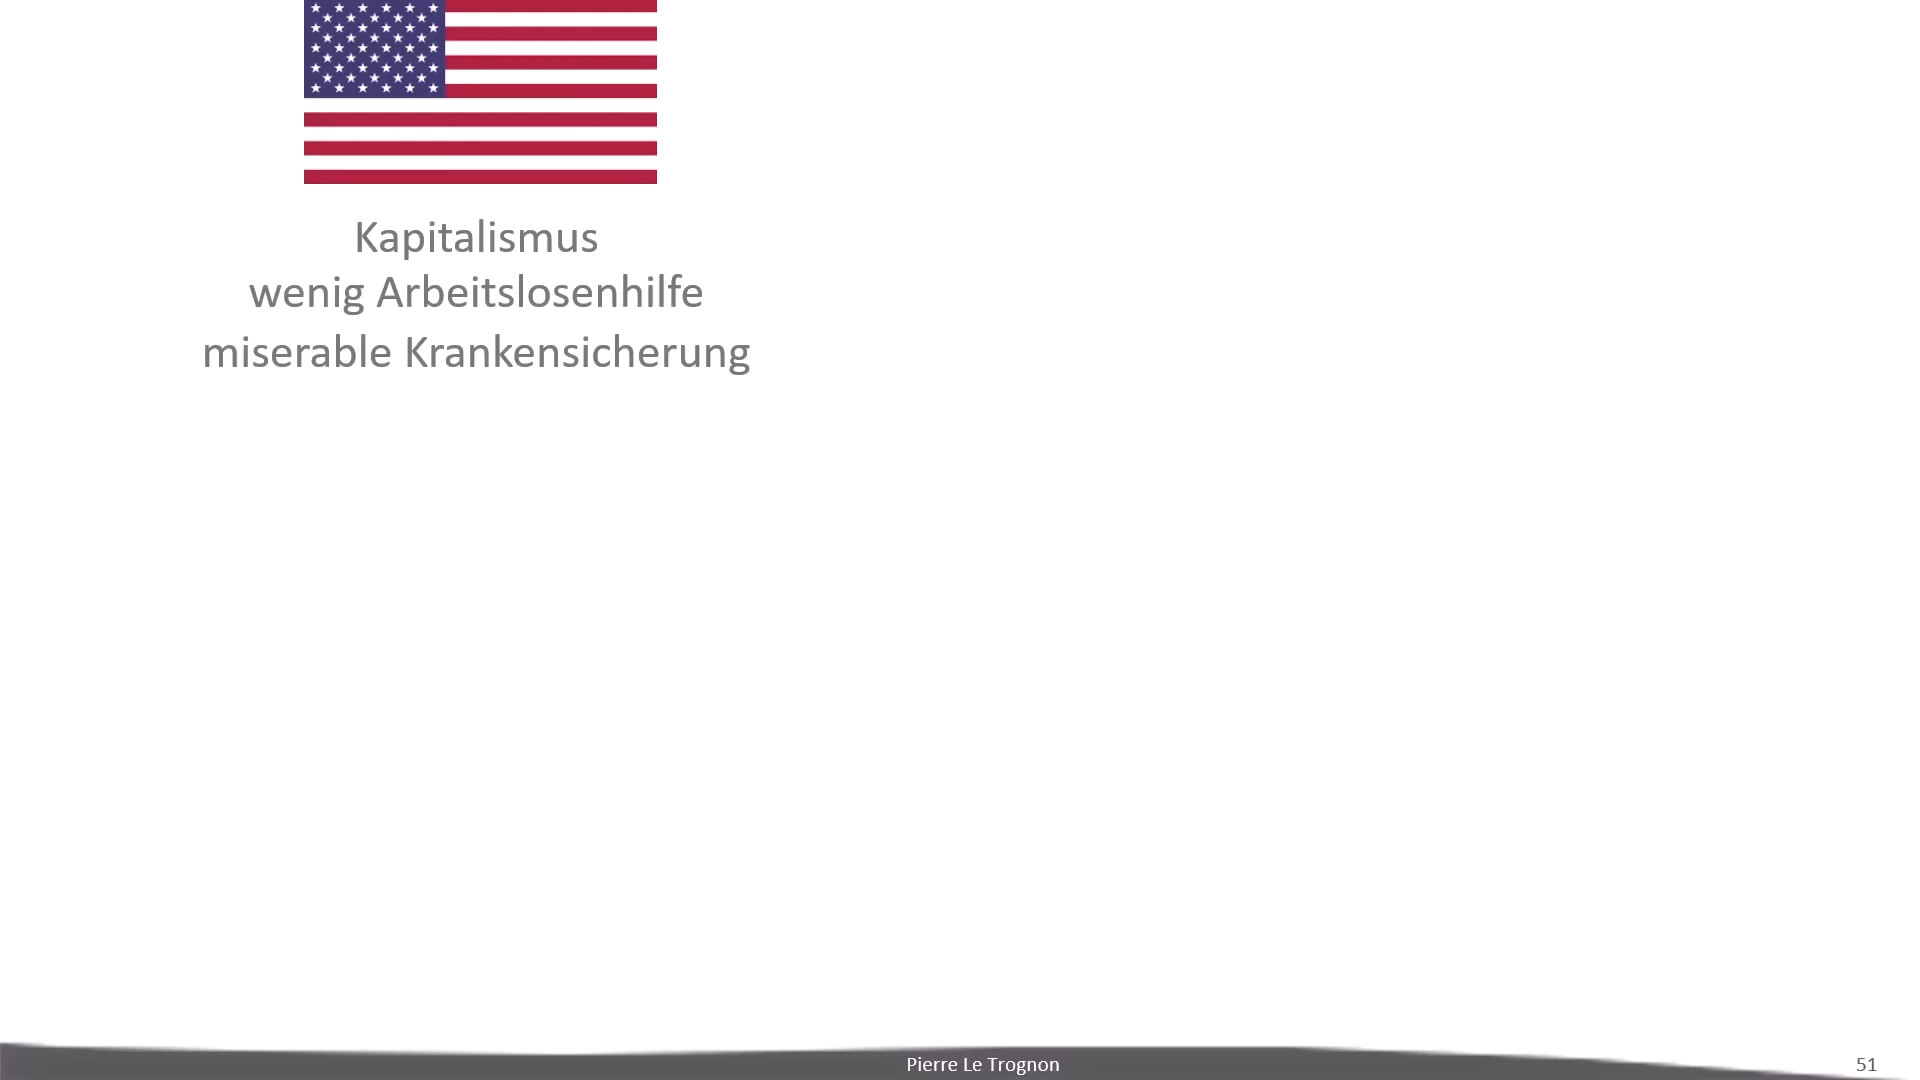 Kapitalismus
wenig Arbeitslosenhilfe
miserable Krankensicherung
Pierre Le Trognon
51